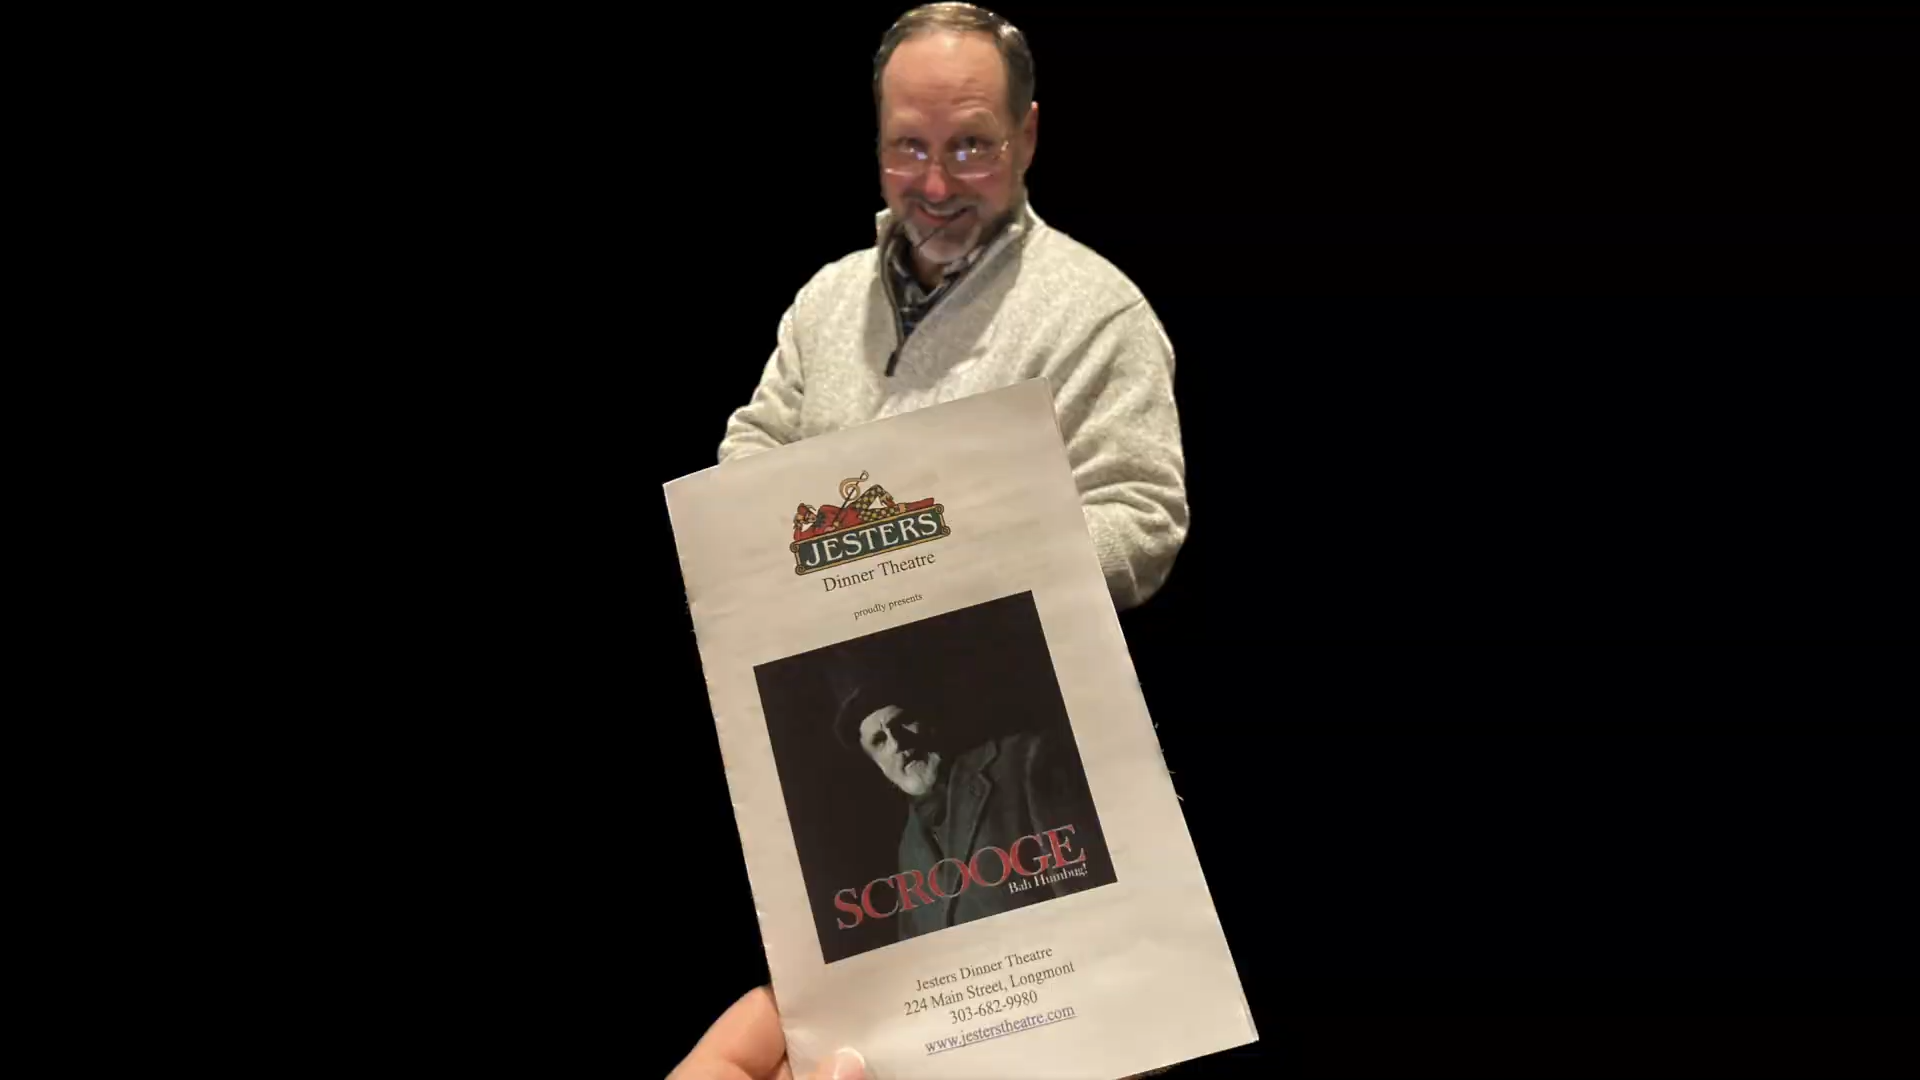 JESTERS
Dinner Theatre
proudly presents
SCROOGE
Bah Humbug!
Jesters Dinner Theatre
224 Main Street, Longmont
303-682-9980
www.jesterstheatre.com